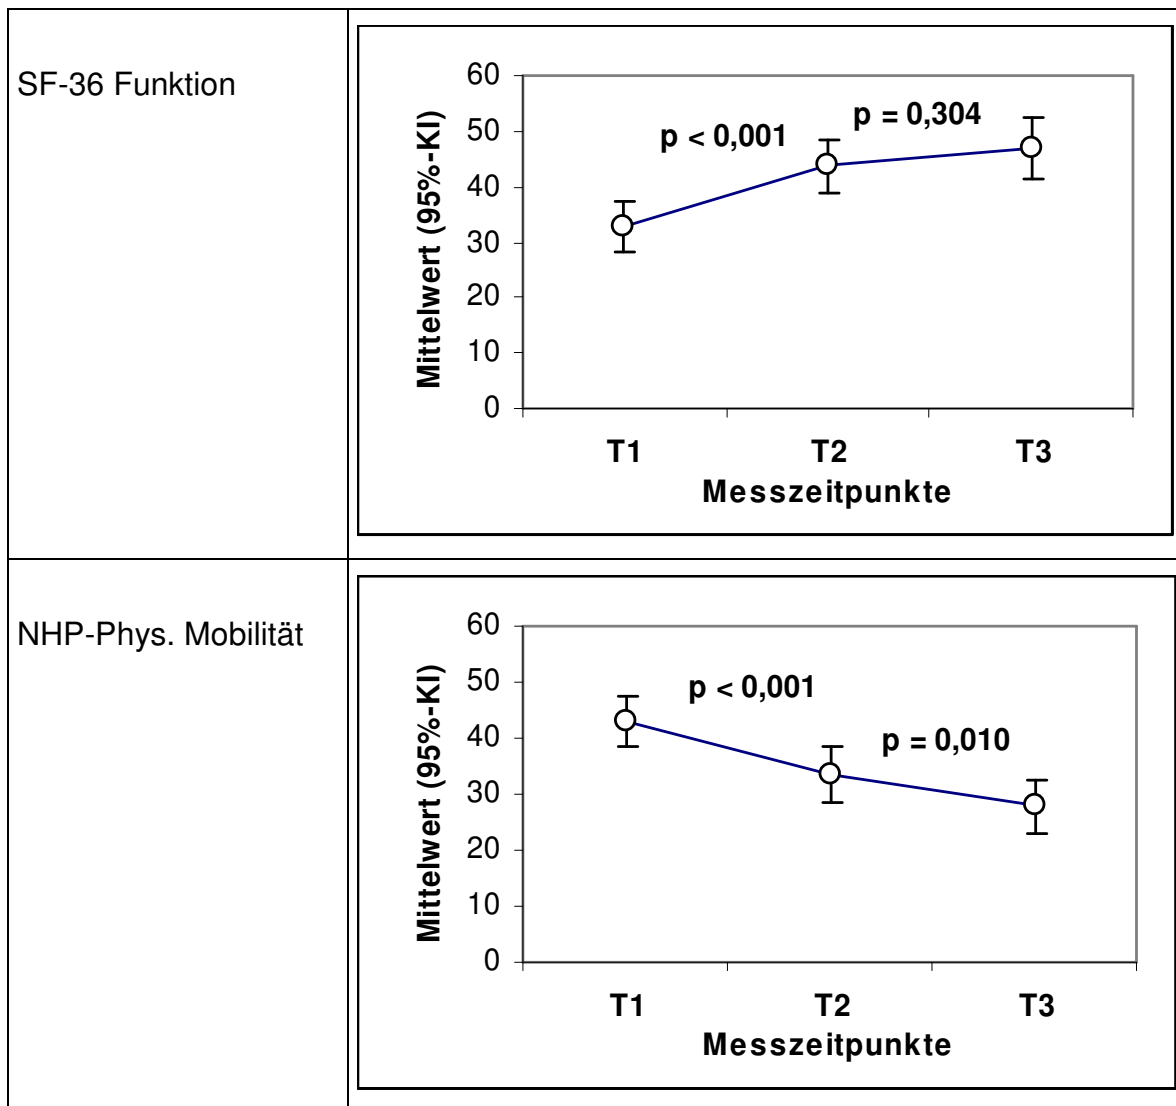 SF-36 Funktion
60
50
40
30
20
10
0
Mittelwert (95%-KI)
p < 0,001
p = 0,304
T1 T2 T3
Messzeitpunkte
NHP-Phys. Mobilität
60
50
40
30
20
10
0
Mittelwert (95%-KI)
p < 0,001
p = 0,010
T1 T2 T3
Messzeitpunkte